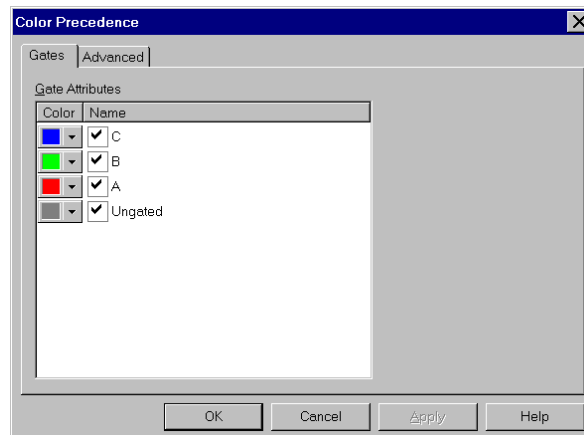 Color Precedence
Gates Advanced
Gate Attributes
Color Name
C
B
A
Ungated
OK Cancel Apply Help